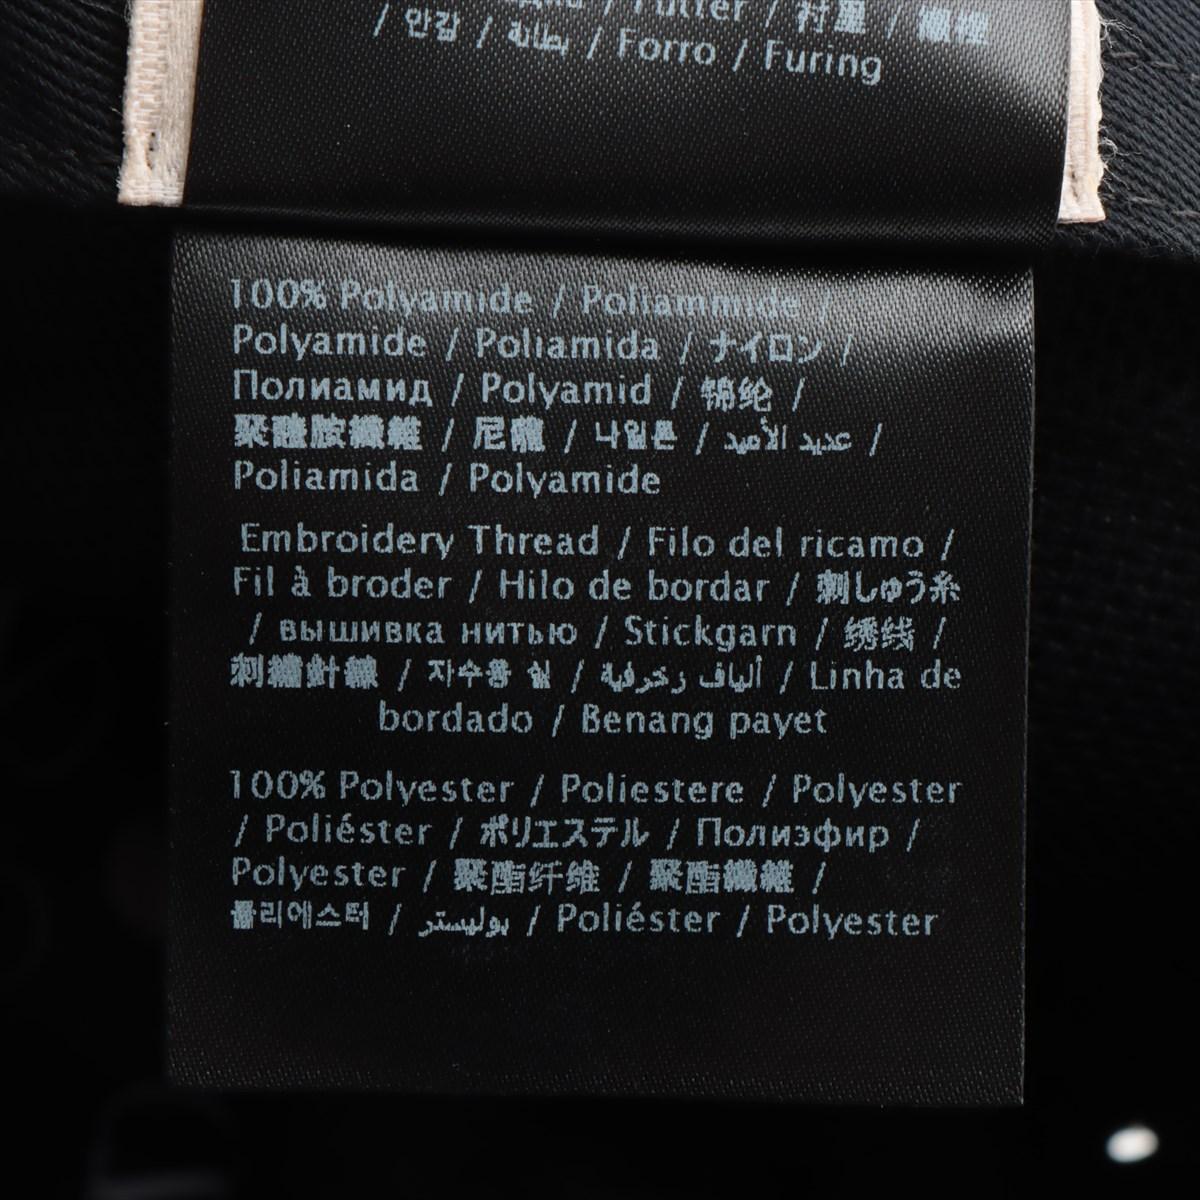 / 안감 / بطانة / Forro / Furing
100% Polyamide / Poliammide /
Polyamide / Poliamida / ナイロン /
Полиамид / Polyamid / 锦纶 /
聚醯胺纖維 / 尼龍 / 나일론 / عديد الأميد /
Poliamida / Polyamide
Embroidery Thread / Filo del ricamo /
Fil à broder / Hilo de bordar / 刺しゅう糸
/ вышивка нитью / Stickgarn / 绣线 /
刺繡針線 / 자수용 실 / ألياف زخرفية / Linha de
bordado / Benang payet
100% Polyester / Poliestere / Polyester
/ Poliéster / ポリエステル / Полиэфир /
Polyester / 聚酯纤维 / 聚酯纖維 /
폴리에스터 / بوليستر / Poliéster / Polyester